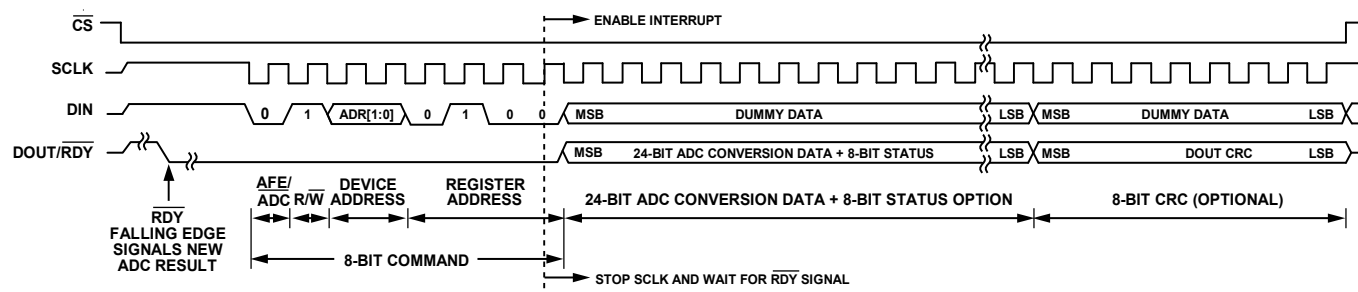 CS
ENABLE INTERRUPT
SCLK
DIN
0 1 ADR[1:0] 0 1 0 0 MSB DUMMY DATA LSB MSB DUMMY DATA LSB
DOUT/RDY
MSB 24-BIT ADC CONVERSION DATA + 8-BIT STATUS LSB MSB DOUT CRC LSB
AFE/
ADC R/W
DEVICE
ADDRESS
REGISTER
ADDRESS
24-BIT ADC CONVERSION DATA + 8-BIT STATUS OPTION
8-BIT CRC (OPTIONAL)
RDY
FALLING EDGE
SIGNALS NEW
ADC RESULT
8-BIT COMMAND
STOP SCLK AND WAIT FOR RDY SIGNAL